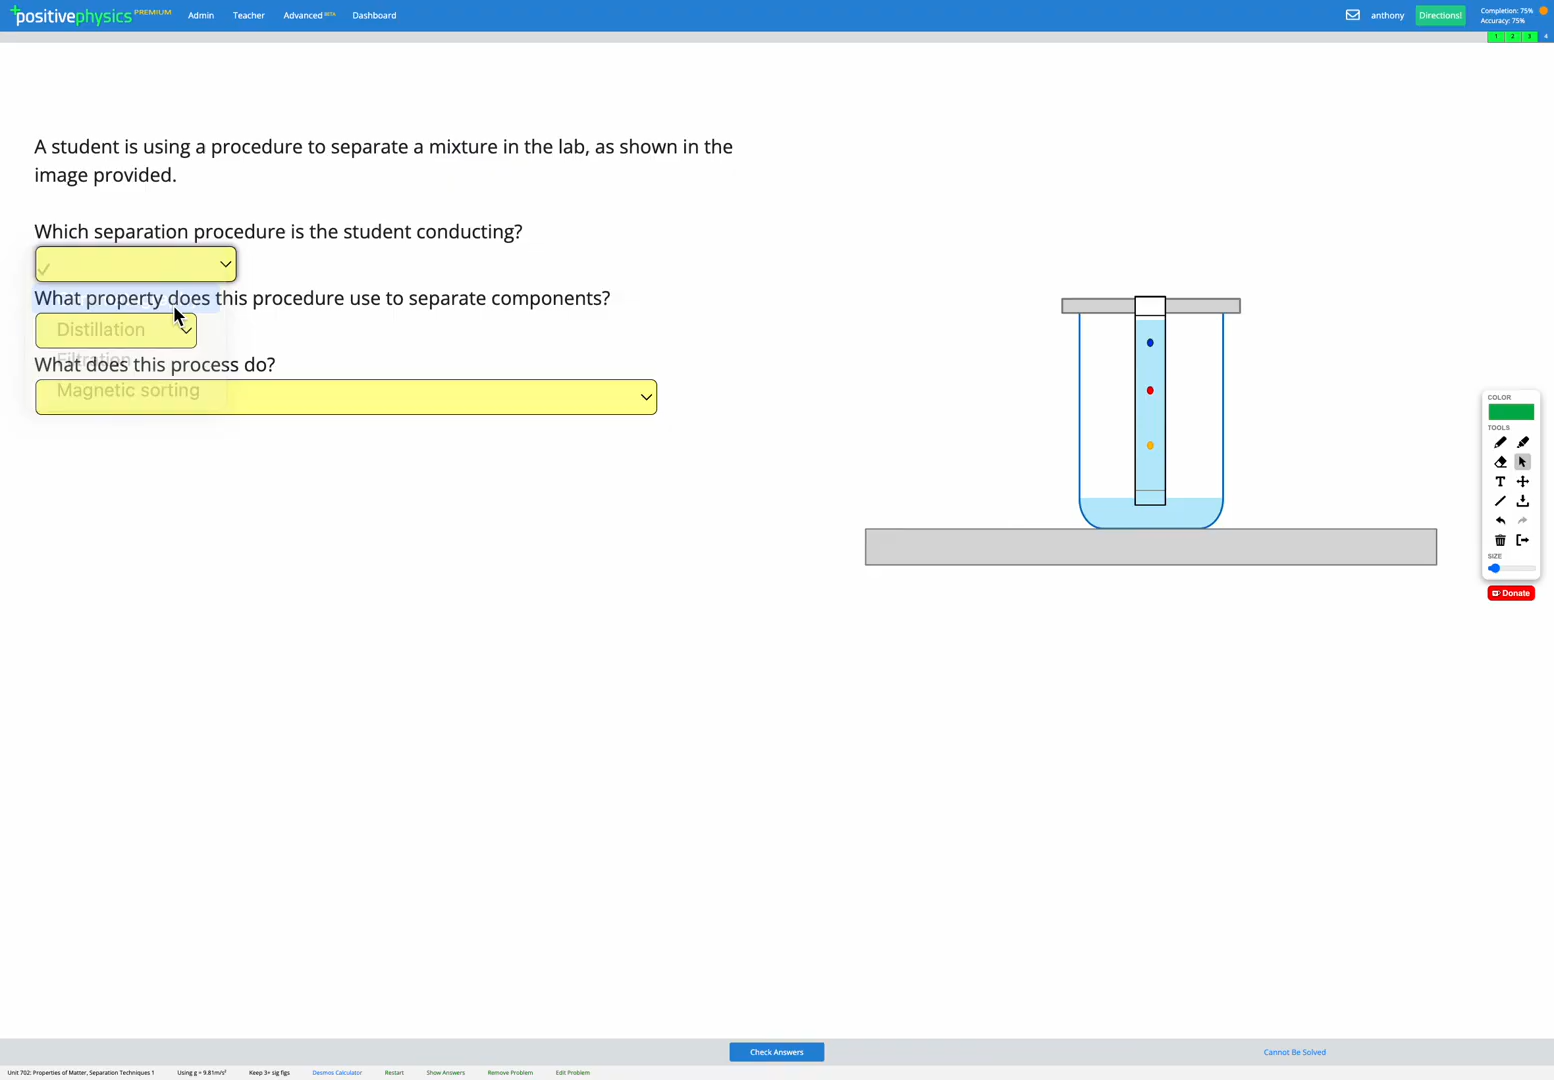 positivephysics PREMIUM Admin Teacher Advanced BETA Dashboard anthony Directions! Completion: 75%
Accuracy: 75%
1 2 3 4
A student is using a procedure to separate a mixture in the lab, as shown in the
image provided.
Which separation procedure is the student conducting?
What property does this procedure use to separate components?
Distillation
What does this process do?
Filtration
Magnetic sorting
COLOR
TOOLS
T
SIZE
Donate
Check Answers Cannot Be Solved
Unit 702: Properties of Matter, Separation Techniques 1 Using g = 9.81m/s² Keep 3+ sig figs Desmos Calculator Restart Show Answers Remove Problem Edit Problem